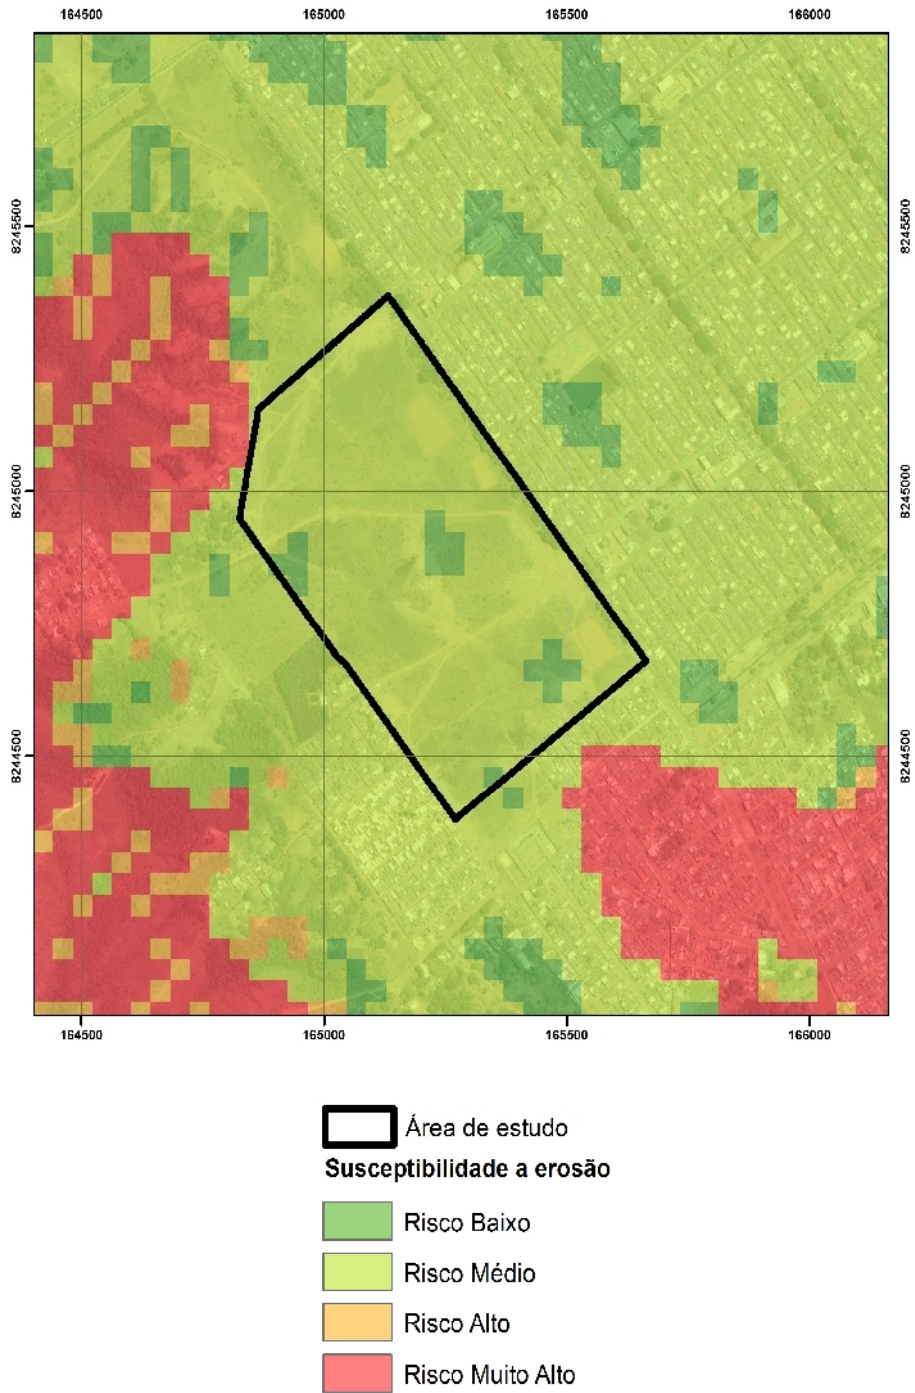 164500 165000 165500 166000
8245500 8245500
8245000 8245000
8244500 8244500
164500 165000 165500 166000
Área de estudo
Susceptibilidade a erosão
Risco Baixo
Risco Médio
Risco Alto
Risco Muito Alto